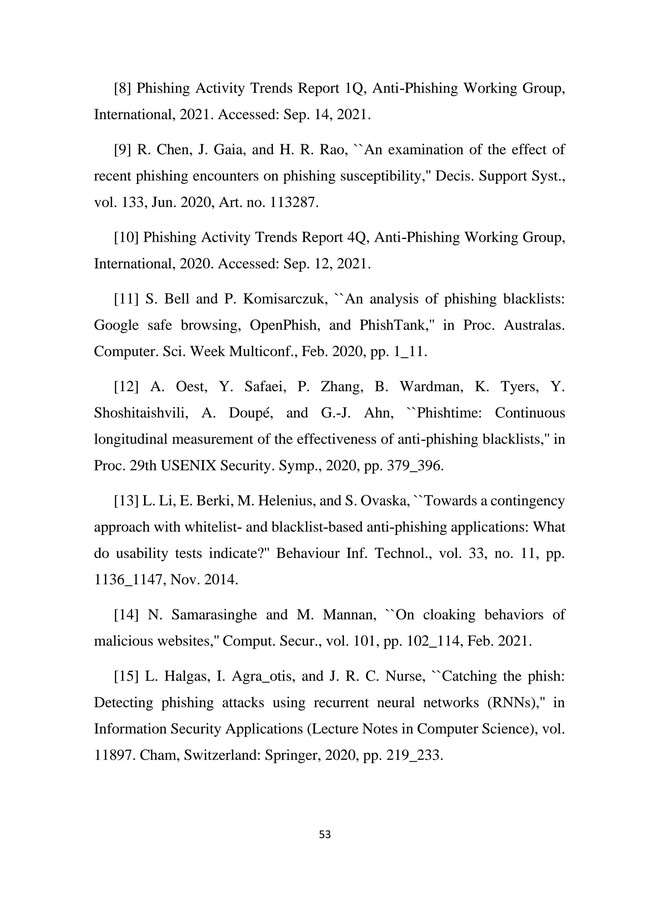 [8] Phishing Activity Trends Report 1Q, Anti-Phishing Working Group,
International, 2021. Accessed: Sep. 14, 2021.
[9] R. Chen, J. Gaia, and H. R. Rao, ``An examination of the effect of
recent phishing encounters on phishing susceptibility,'' Decis. Support Syst.,
vol. 133, Jun. 2020, Art. no. 113287.
[10] Phishing Activity Trends Report 4Q, Anti-Phishing Working Group,
International, 2020. Accessed: Sep. 12, 2021.
[11] S. Bell and P. Komisarczuk, ``An analysis of phishing blacklists:
Google safe browsing, OpenPhish, and PhishTank,'' in Proc. Australas.
Computer. Sci. Week Multiconf., Feb. 2020, pp. 1_11.
[12] A. Oest, Y. Safaei, P. Zhang, B. Wardman, K. Tyers, Y.
Shoshitaishvili, A. Doupé, and G.-J. Ahn, ``Phishtime: Continuous
longitudinal measurement of the effectiveness of anti-phishing blacklists,'' in
Proc. 29th USENIX Security. Symp., 2020, pp. 379_396.
[13] L. Li, E. Berki, M. Helenius, and S. Ovaska, ``Towards a contingency
approach with whitelist- and blacklist-based anti-phishing applications: What
do usability tests indicate?'' Behaviour Inf. Technol., vol. 33, no. 11, pp.
1136_1147, Nov. 2014.
[14] N. Samarasinghe and M. Mannan, ``On cloaking behaviors of
malicious websites,'' Comput. Secur., vol. 101, pp. 102_114, Feb. 2021.
[15] L. Halgas, I. Agra_otis, and J. R. C. Nurse, ``Catching the phish:
Detecting phishing attacks using recurrent neural networks (RNNs),'' in
Information Security Applications (Lecture Notes in Computer Science), vol.
11897. Cham, Switzerland: Springer, 2020, pp. 219_233.
53